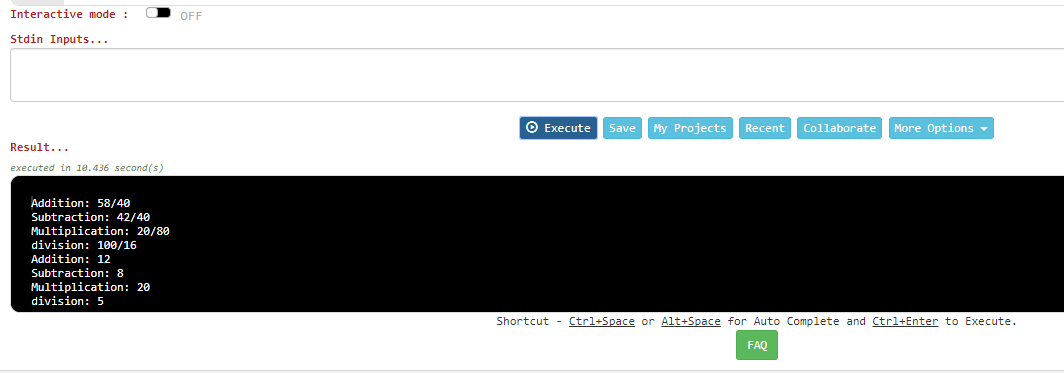 Interactive mode : OFF
Stdin Inputs...
Execute Save My Projects Recent Collaborate More Options
Result...
executed in 10.436 second(s)
Addition: 58/40
Subtraction: 42/40
Multiplication: 20/80
division: 100/16
Addition: 12
Subtraction: 8
Multiplication: 20
division: 5
Shortcut - Ctrl+Space or Alt+Space for Auto Complete and Ctrl+Enter to Execute.
FAQ